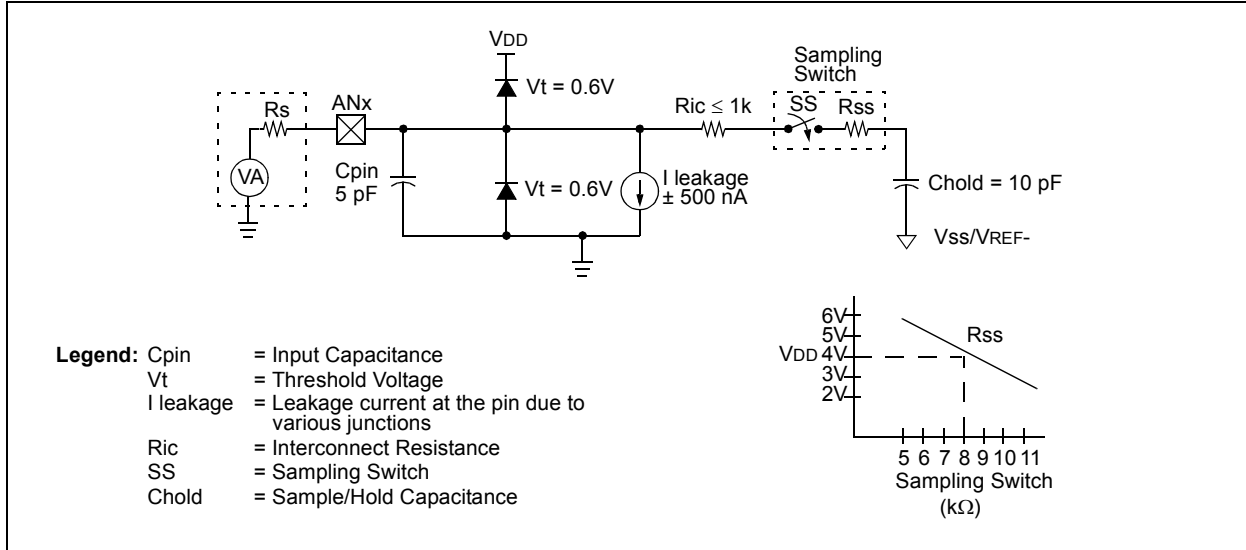 VDD
Vt = 0.6V
Sampling
Switch
Rs
ANx
Ric ≤ 1k
SS
Rss
VA
Cpin
5 pF
Vt = 0.6V
I leakage
± 500 nA
Chold = 10 pF
Vss/VREF-
Legend: Cpin = Input Capacitance
Vt = Threshold Voltage
I leakage = Leakage current at the pin due to
various junctions
Ric = Interconnect Resistance
SS = Sampling Switch
Chold = Sample/Hold Capacitance
6V
5V
VDD 4V
3V
2V
Rss
5 6 7 8 9 10 11
Sampling Switch
(kΩ)